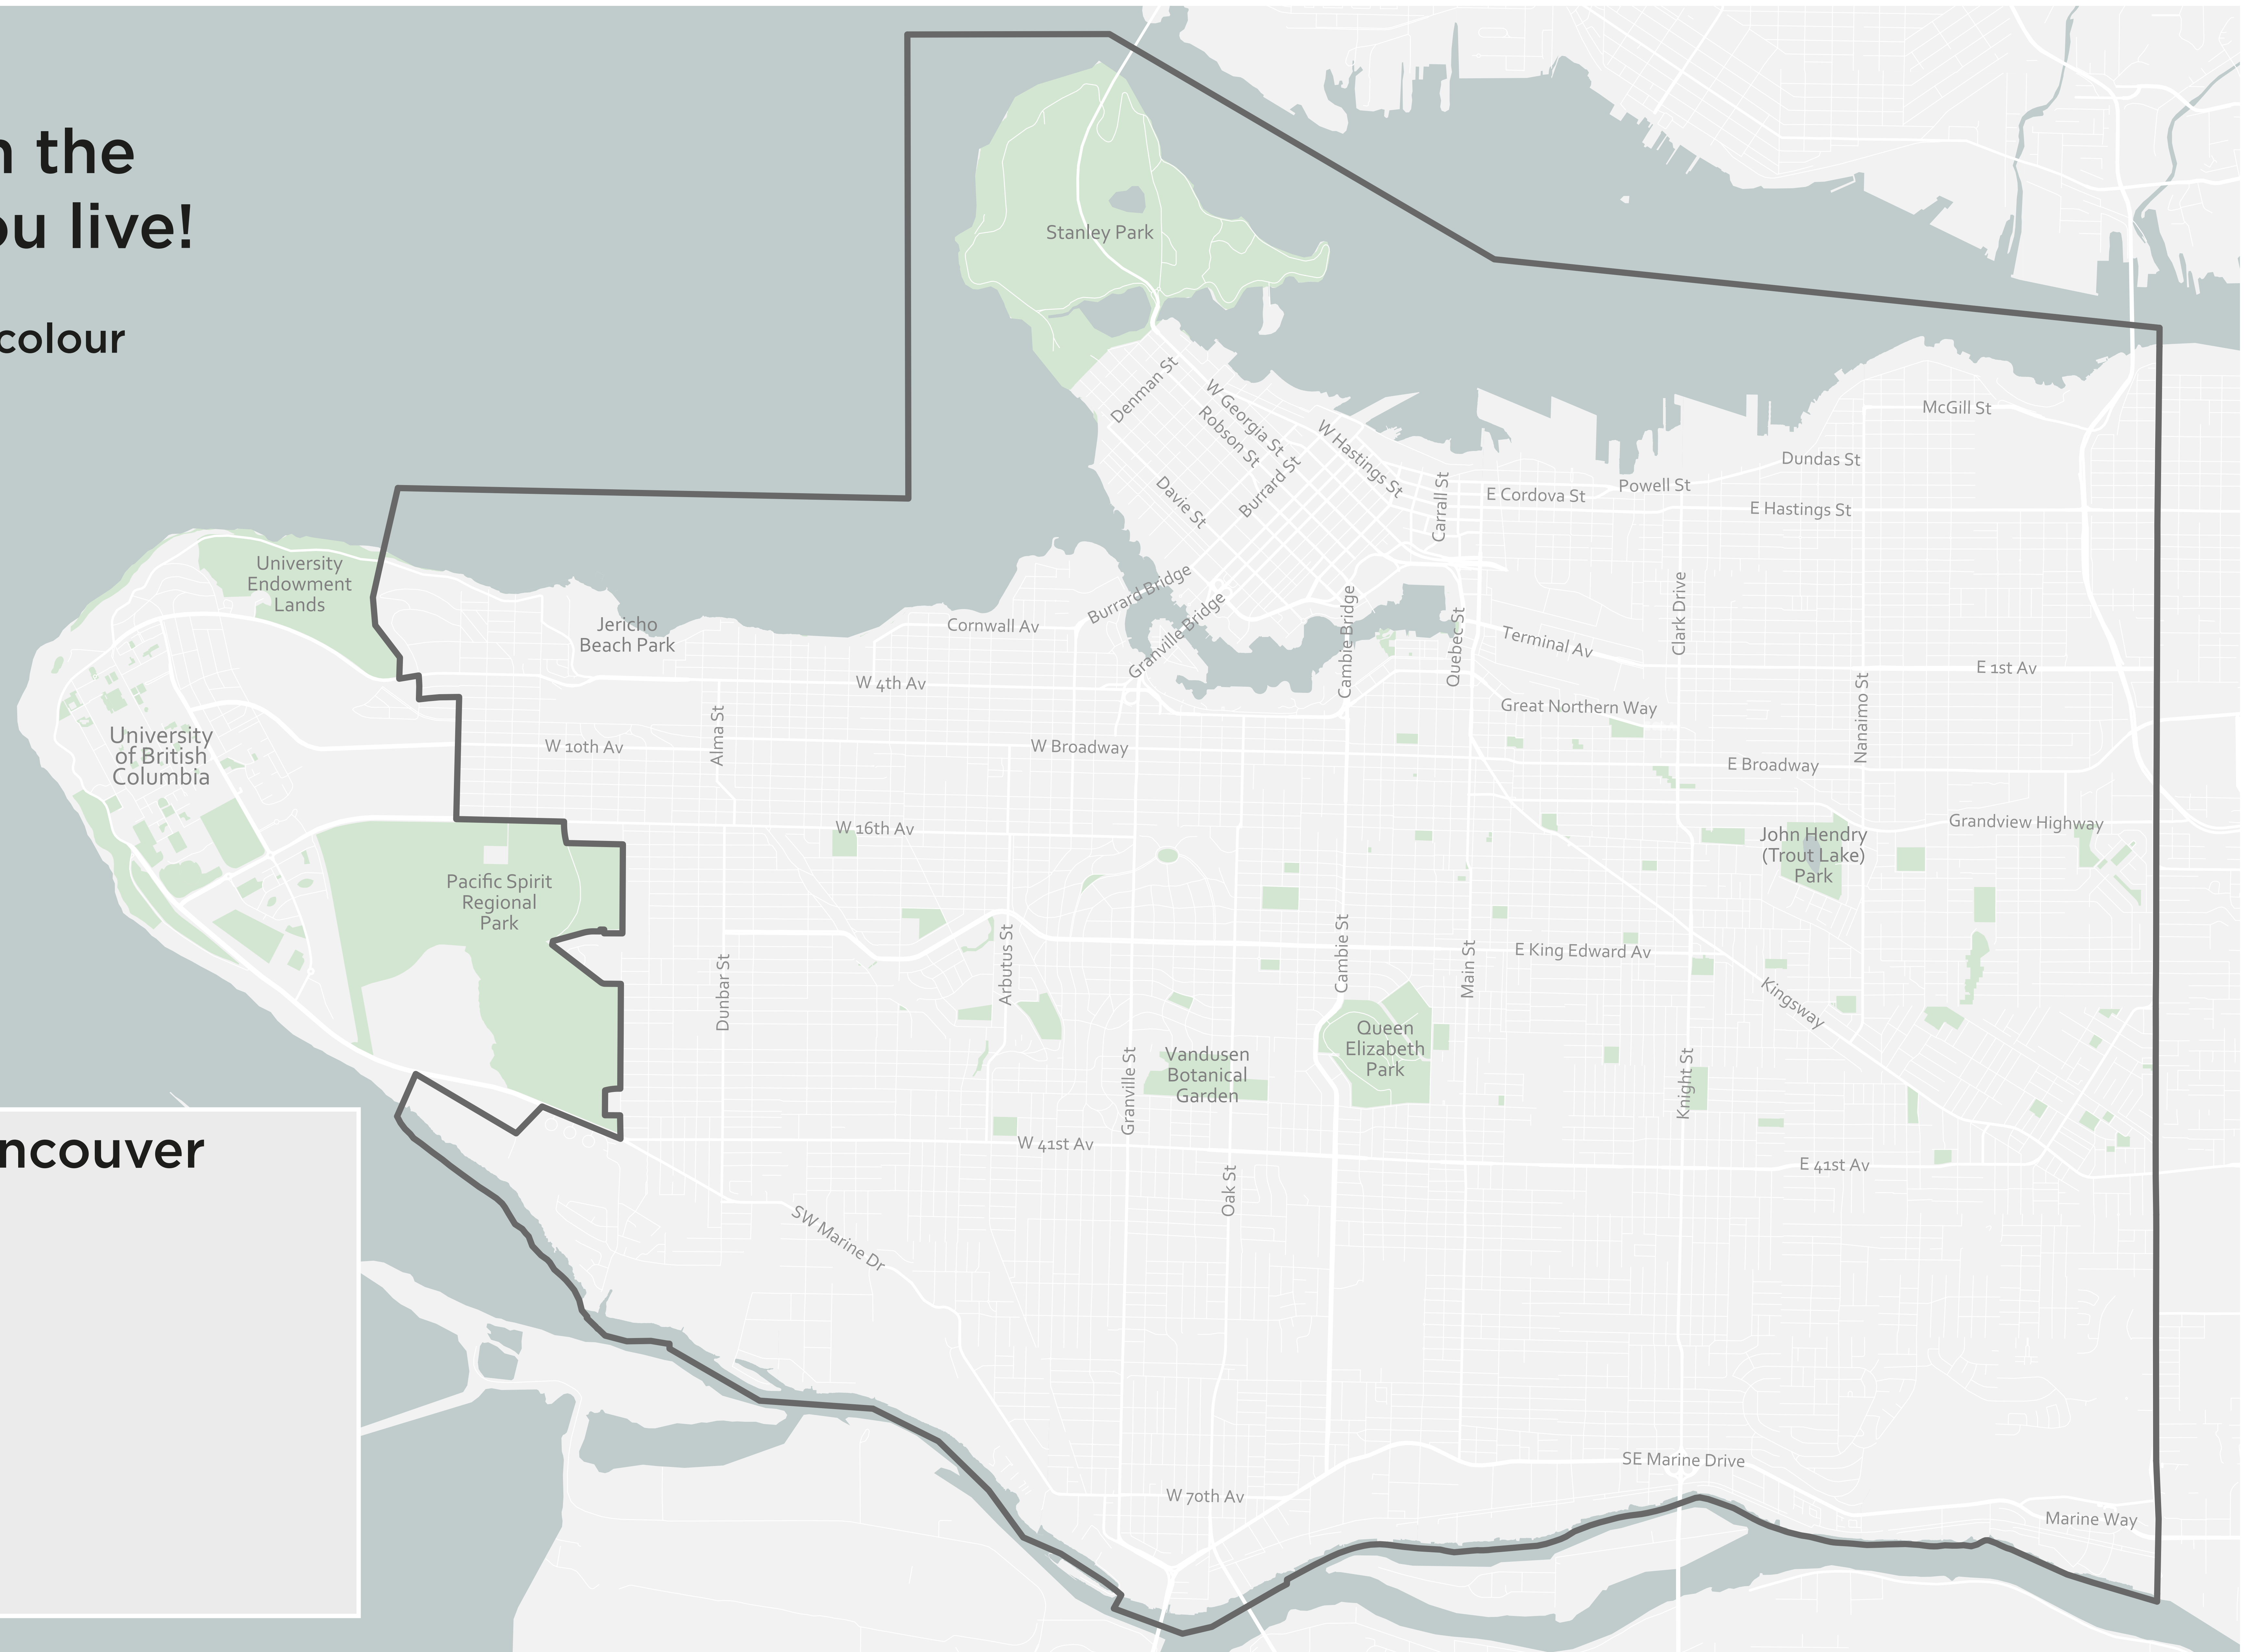 n the
ou live!
colour
Stanley Park
Denman St
W Georgia St
Robson St
W Hastings St
Davie St
Burrard St
Carrall St
E Cordova St
Powell St
Dundas St
McGill St
E Hastings St
University
Endowment
Lands
Jericho
Beach Park
Cornwall Av
Burrard Bridge
Granville Bridge
Cambie Bridge
Quebec St
Terminal Av
Clark Drive
E 1st Av
W 4th Av
Great Northern Way
Nanaimo St
University
of British
Columbia
W 10th Av
Alma St
W Broadway
E Broadway
W 16th Av
Grandview Highway
John Hendry
(Trout Lake)
Park
Pacific Spirit
Regional
Park
Dunbar St
Arbutus St
Cambie St
Main St
E King Edward Av
Kingsway
Queen
Elizabeth
Park
Vandusen
Botanical
Garden
Granville St
Knight St
W 41st Av
E 41st Av
ncouver
Oak St
SW Marine Dr
SE Marine Drive
W 70th Av
Marine Way